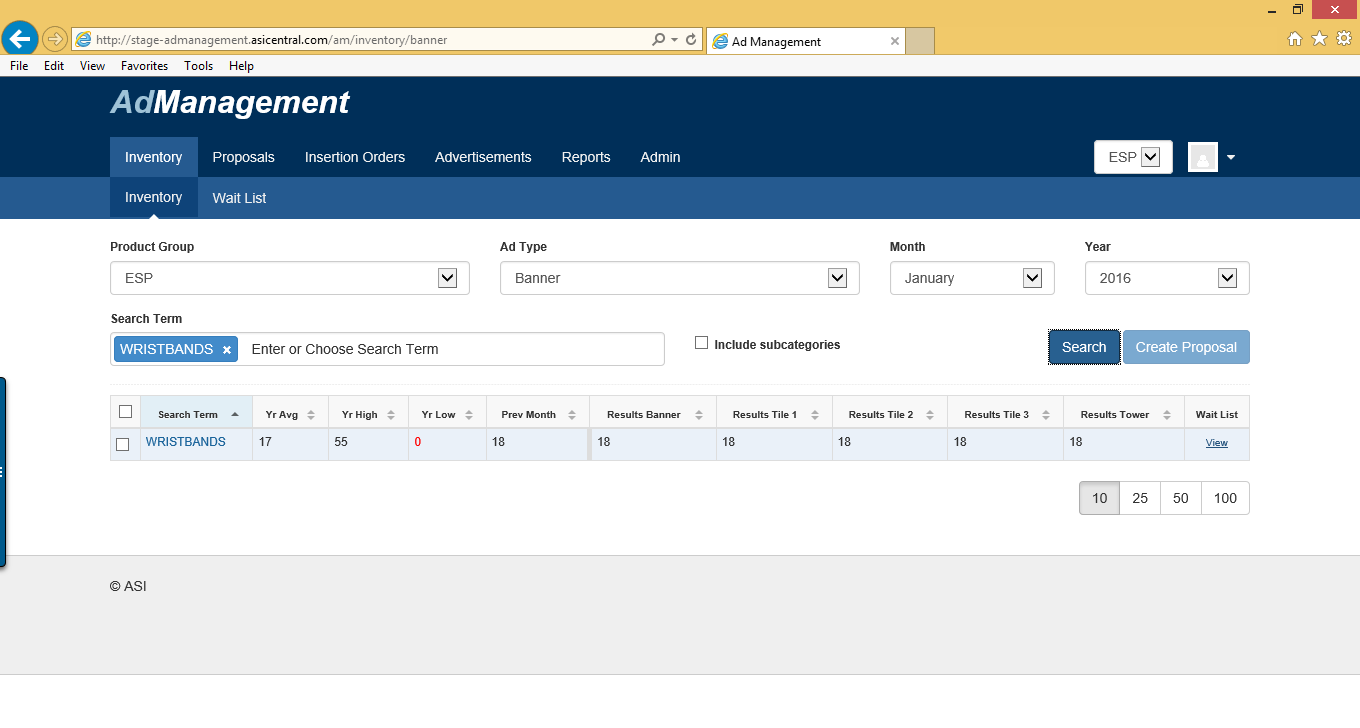 http://stage-admanagement.asicentral.com/am/inventory/banner
Ad Management
File Edit View Favorites Tools Help
AdManagement
Inventory Proposals Insertion Orders Advertisements Reports Admin
ESP
Inventory Wait List
Product Group Ad Type Month Year
ESP Banner January 2016
Search Term
WRISTBANDS × Enter or Choose Search Term
Include subcategories
Search Create Proposal
Search Term Yr Avg Yr High Yr Low Prev Month Results Banner Results Tile 1 Results Tile 2 Results Tile 3 Results Tower Wait List
WRISTBANDS 17 55 0 18 18 18 18 18 18 View
10 25 50 100
© ASI